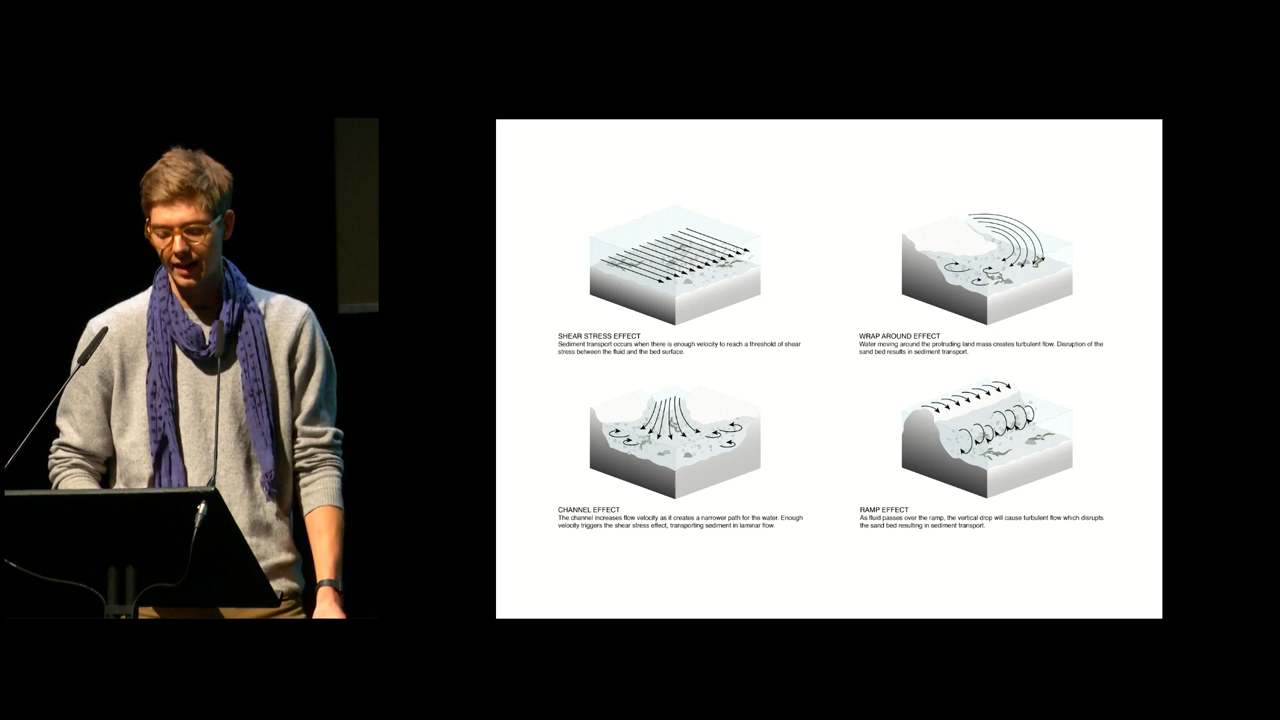 SHEAR STRESS EFFECT
Sediment transport occurs when there is enough velocity to reach a threshold of shear
stress between the fluid and the bed surface.
WRAP AROUND EFFECT
Water moving around the protruding land mass creates turbulent flow. Disruption of the
sand bed results in sediment transport.
CHANNEL EFFECT
The channel increases flow velocity as it creates a narrower path for the water. Enough
velocity triggers the shear stress effect, transporting sediment in laminar flow.
RAMP EFFECT
As fluid passes over the ramp, the vertical drop will cause turbulent flow which disrupts
the sand bed resulting in sediment transport.